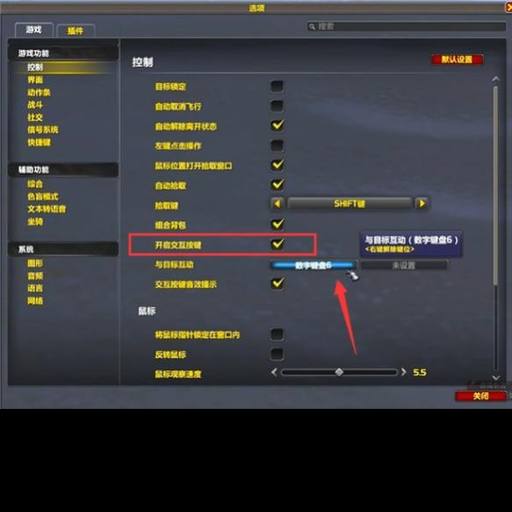 选项
游戏
插件
搜索
游戏功能
控制
界面
动作条
战斗
社交
信号系统
快捷键
辅助功能
综合
色盲模式
文本转语音
坐骑
系统
图形
音频
语言
网络
控制
默认设置
目标锁定
自动取消飞行
自动解除离开状态
左键点击操作
鼠标位置打开拾取窗口
自动拾取
拾取键
SHIFT键
组合背包
开启交互按键
与目标互动
数字键盘6
未设置
与目标互动（数字键盘6）
<右键解除键位>
交互按键音效提示
鼠标
将鼠标指针锁定在窗口内
反转鼠标
鼠标观察速度
5.5
关闭